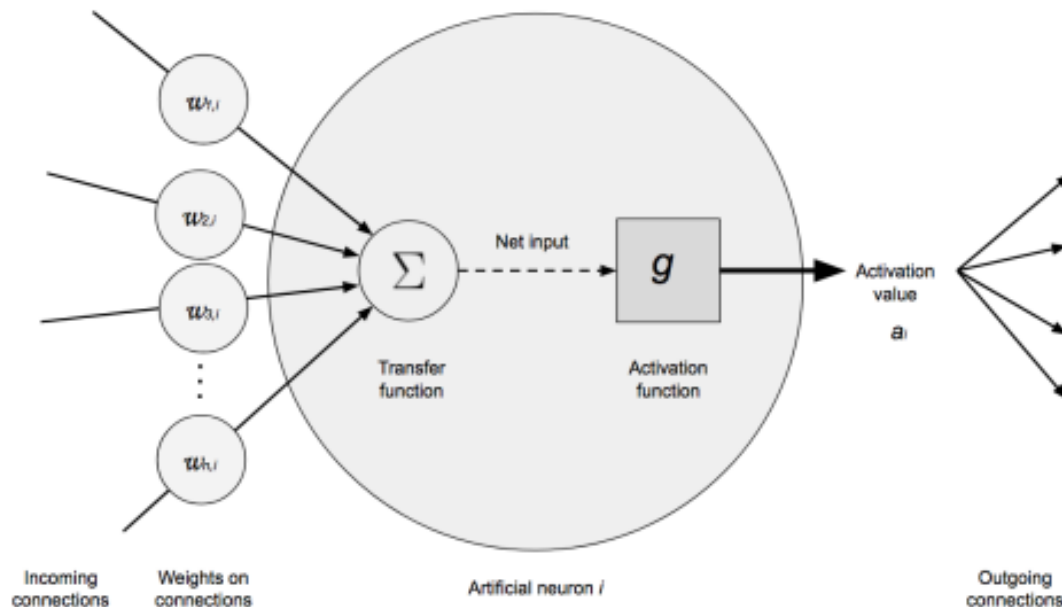 w1,i
w2,i
w3,i
wn,i
Σ
Net input
g
Transfer
function
Activation
function
Activation
value
ai
Incoming
connections
Weights on
connections
Artificial neuron i
Outgoing
connections